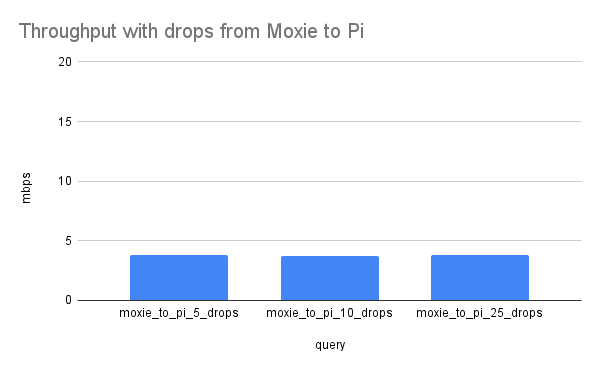 Throughput with drops from Moxie to Pi
20
15
10
5
0
mbps
moxie_to_pi_5_drops
moxie_to_pi_10_drops
moxie_to_pi_25_drops
query